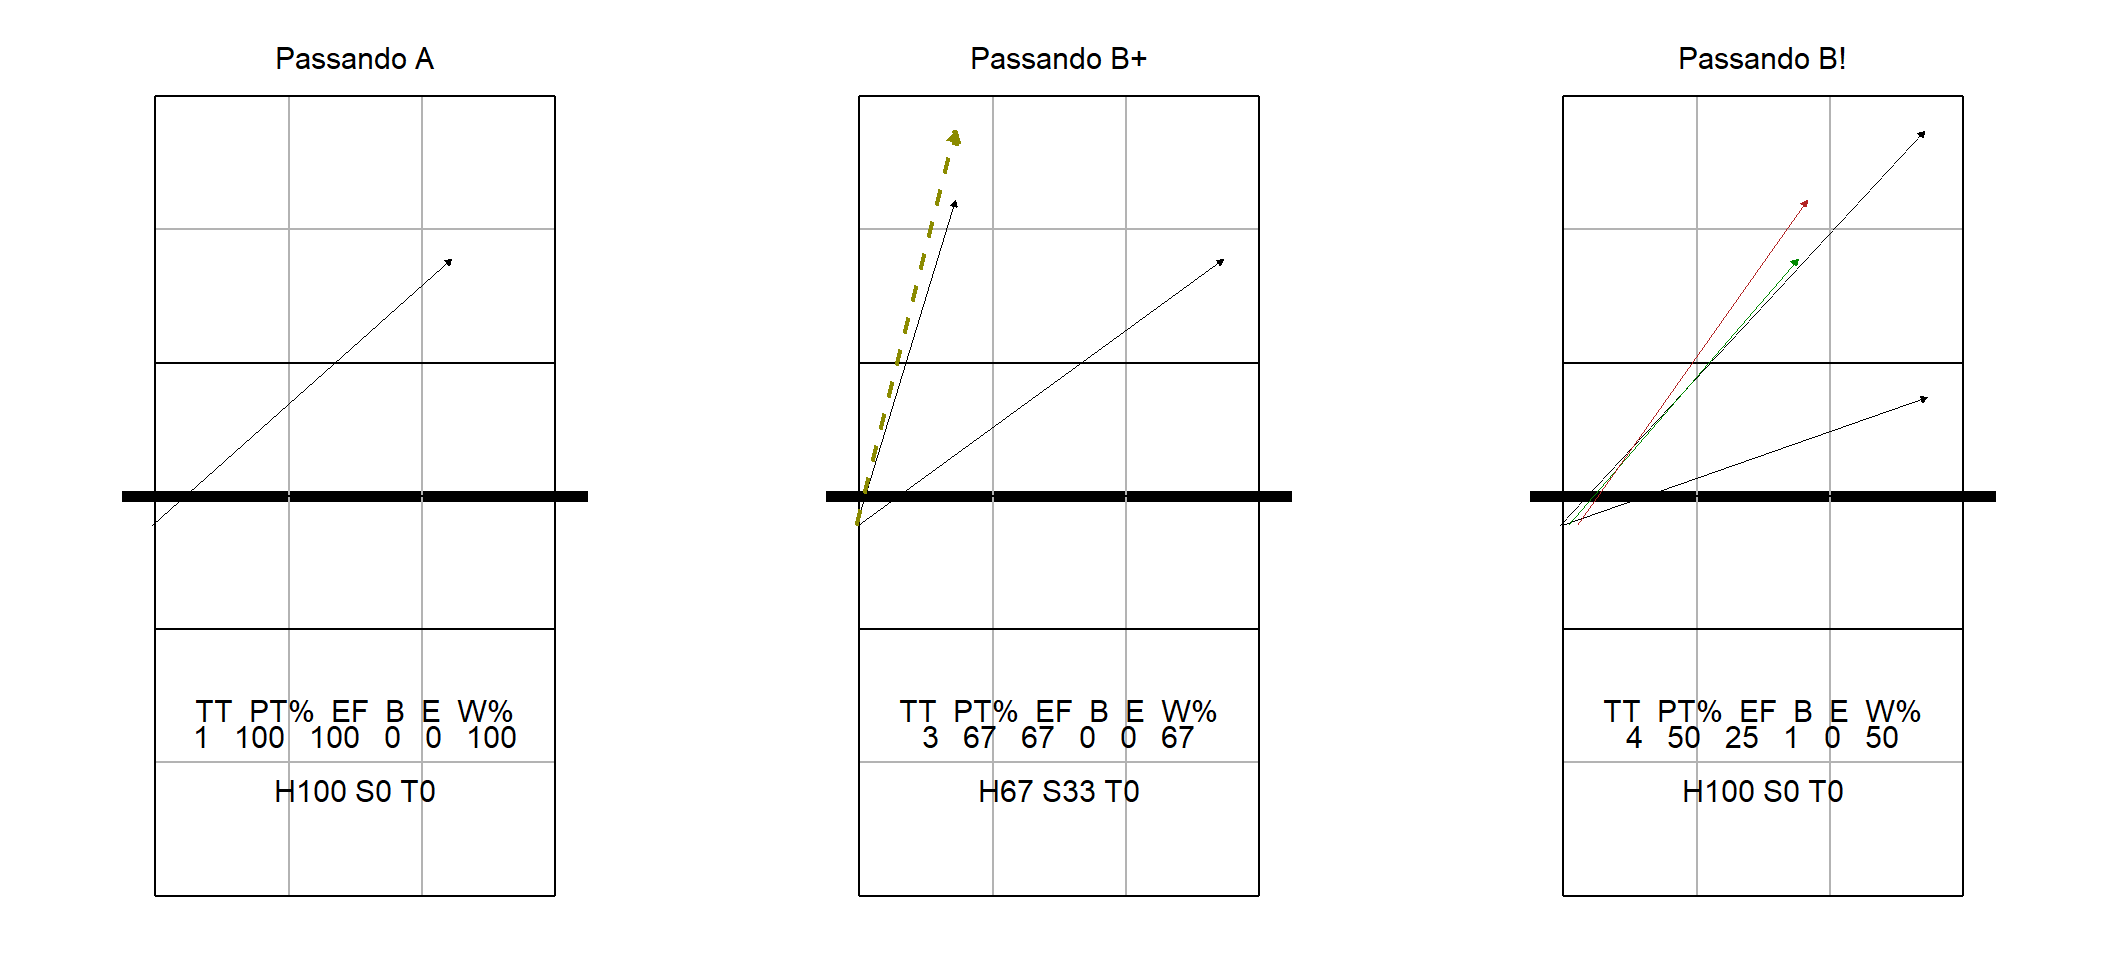 Passando A
TT PT% EF B E W%
1 100 100 0 0 100
H100 S0 T0
Passando B+
TT PT% EF B E W%
3 67 67 0 0 67
H67 S33 T0
Passando B!
TT PT% EF B E W%
4 50 25 1 0 50
H100 S0 T0